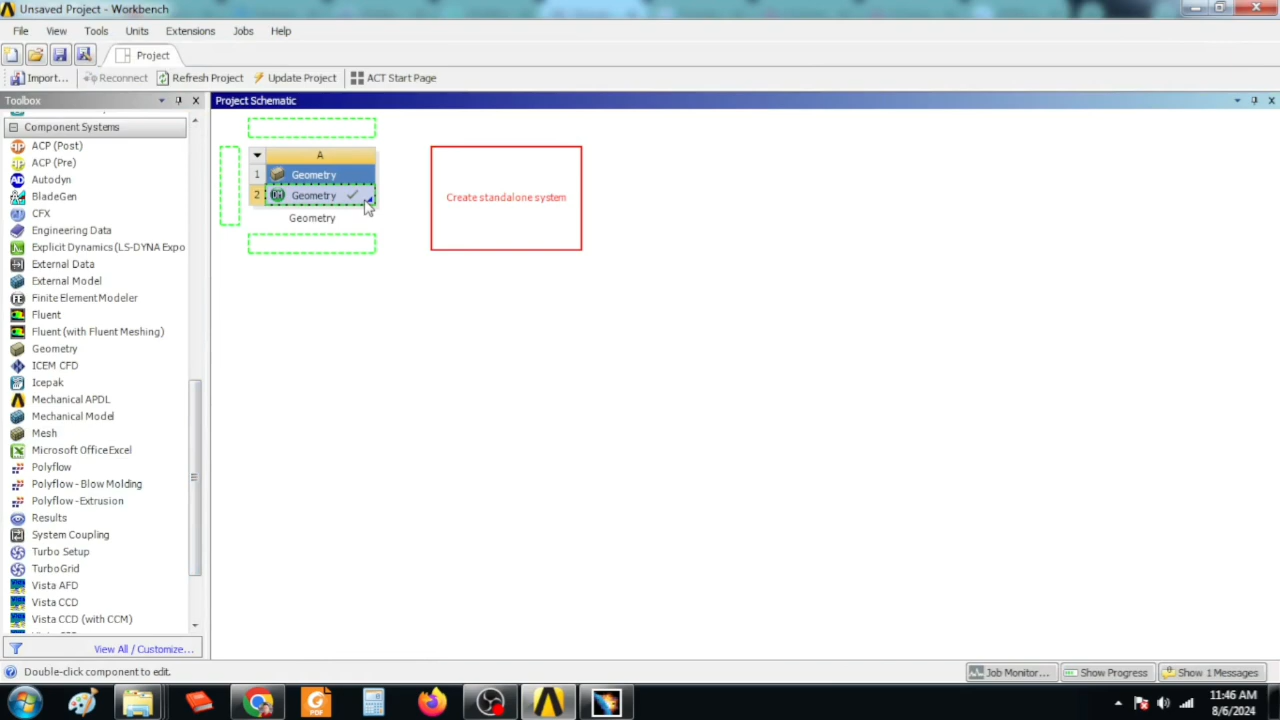 Unsaved Project - Workbench
File View Tools Units Extensions Jobs Help
Project
Import... Reconnect Refresh Project Update Project ACT Start Page
Toolbox
Project Schematic
Component Systems
ACP (Post)
ACP (Pre)
Autodyn
BladeGen
CFX
Engineering Data
Explicit Dynamics (LS-DYNA Expo
External Data
External Model
Finite Element Modeler
Fluent
Fluent (with Fluent Meshing)
Geometry
ICEM CFD
Icepak
Mechanical APDL
Mechanical Model
Mesh
Microsoft Office Excel
Polyflow
Polyflow - Blow Molding
Polyflow - Extrusion
Results
System Coupling
Turbo Setup
TurboGrid
Vista AFD
Vista CCD
Vista CCD (with CCM)
View All / Customize...
A
1 Geometry
2 Geometry
Geometry
Create standalone system
Double-click component to edit.
Job Monitor... Show Progress Show 1 Messages
PDF
11:46 AM
8/6/2024